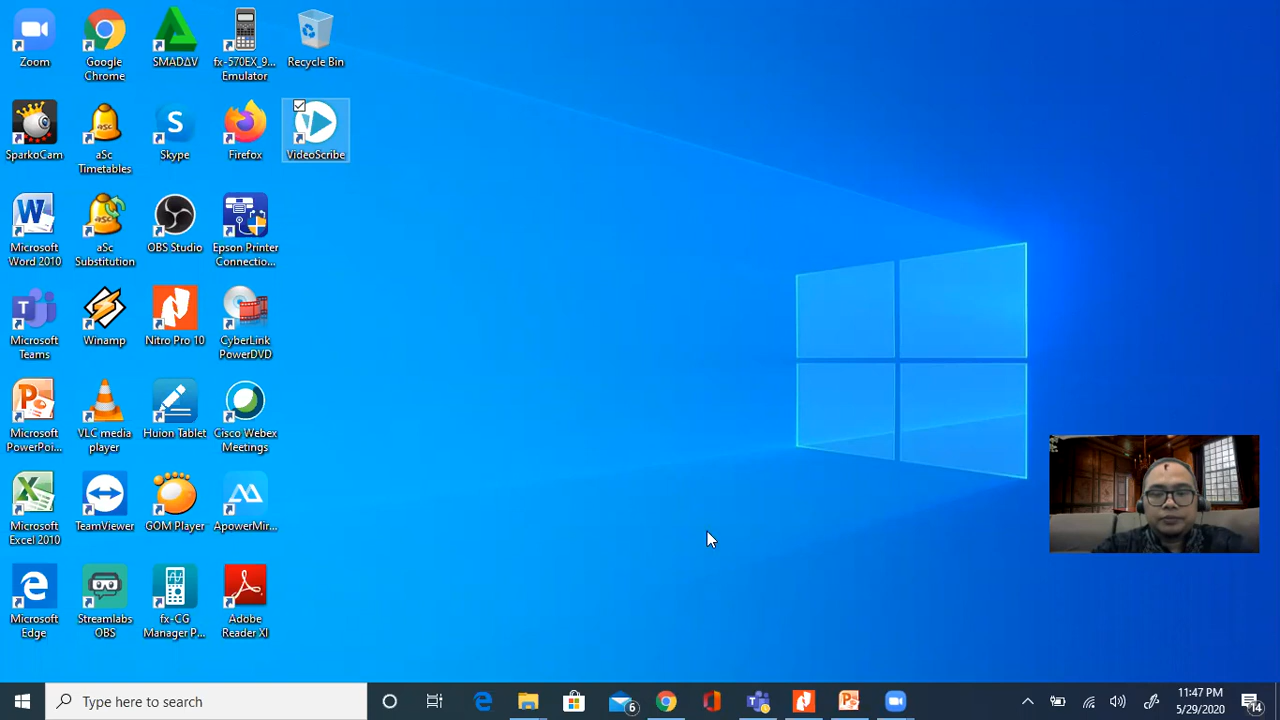 Zoom
Google
Chrome
SMADΔV
fx-570EX_9...
Emulator
Recycle Bin
SparkoCam
aSc
Timetables
Skype
Firefox
VideoScribe
Microsoft
Word 2010
aSc
Substitution
OBS Studio
Epson Printer
Connectio...
Microsoft
Teams
Winamp
Nitro Pro 10
CyberLink
PowerDVD
Microsoft
PowerPoi...
VLC media
player
Huion Tablet
Cisco Webex
Meetings
Microsoft
Excel 2010
TeamViewer
GOM Player
ApowerMir...
Microsoft
Edge
Streamlabs
OBS
fx-CG
Manager P...
Adobe
Reader XI
Type here to search
6
11:47 PM
5/29/2020
14